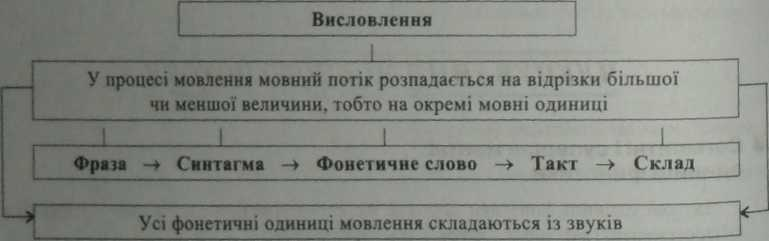 Висловлення
У процесі мовлення мовний потік розпадається на відрізки більшої
чи меншої величини, тобто на окремі мовні одиниці
Фраза → Синтагма → Фонетичне слово → Такт → Склад
Усі фонетичні одиниці мовлення складаються із звуків